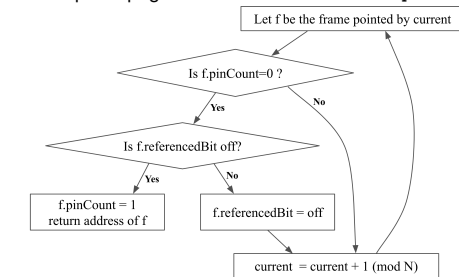 Let f be the frame pointed by current
Is f.pinCount=0 ?
Yes
No
Is f.referencedBit off?
Yes
No
f.pinCount = 1
return address of f
f.referencedBit = off
current = current + 1 (mod N)